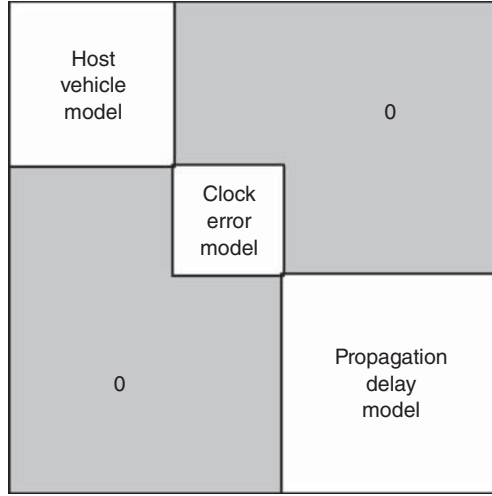 Host
vehicle
model
0
Clock
error
model
Propagation
delay
model
0